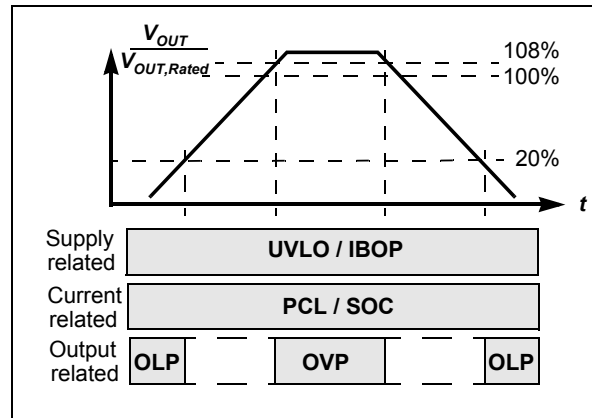 V_OUT
V_OUT,Rated
108%
100%
20%
t
Supply
related
UVLO / IBOP
Current
related
PCL / SOC
Output
related
OLP
OVP
OLP